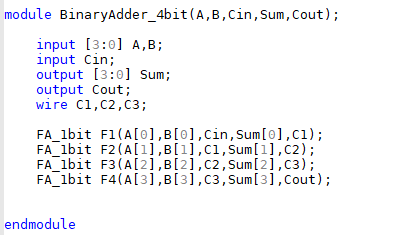 module BinaryAdder_4bit(A,B,Cin,Sum,Cout);
input [3:0] A,B;
input Cin;
output [3:0] Sum;
output Cout;
wire C1,C2,C3;
FA_1bit F1(A[0],B[0],Cin,Sum[0],C1);
FA_1bit F2(A[1],B[1],C1,Sum[1],C2);
FA_1bit F3(A[2],B[2],C2,Sum[2],C3);
FA_1bit F4(A[3],B[3],C3,Sum[3],Cout);
endmodule